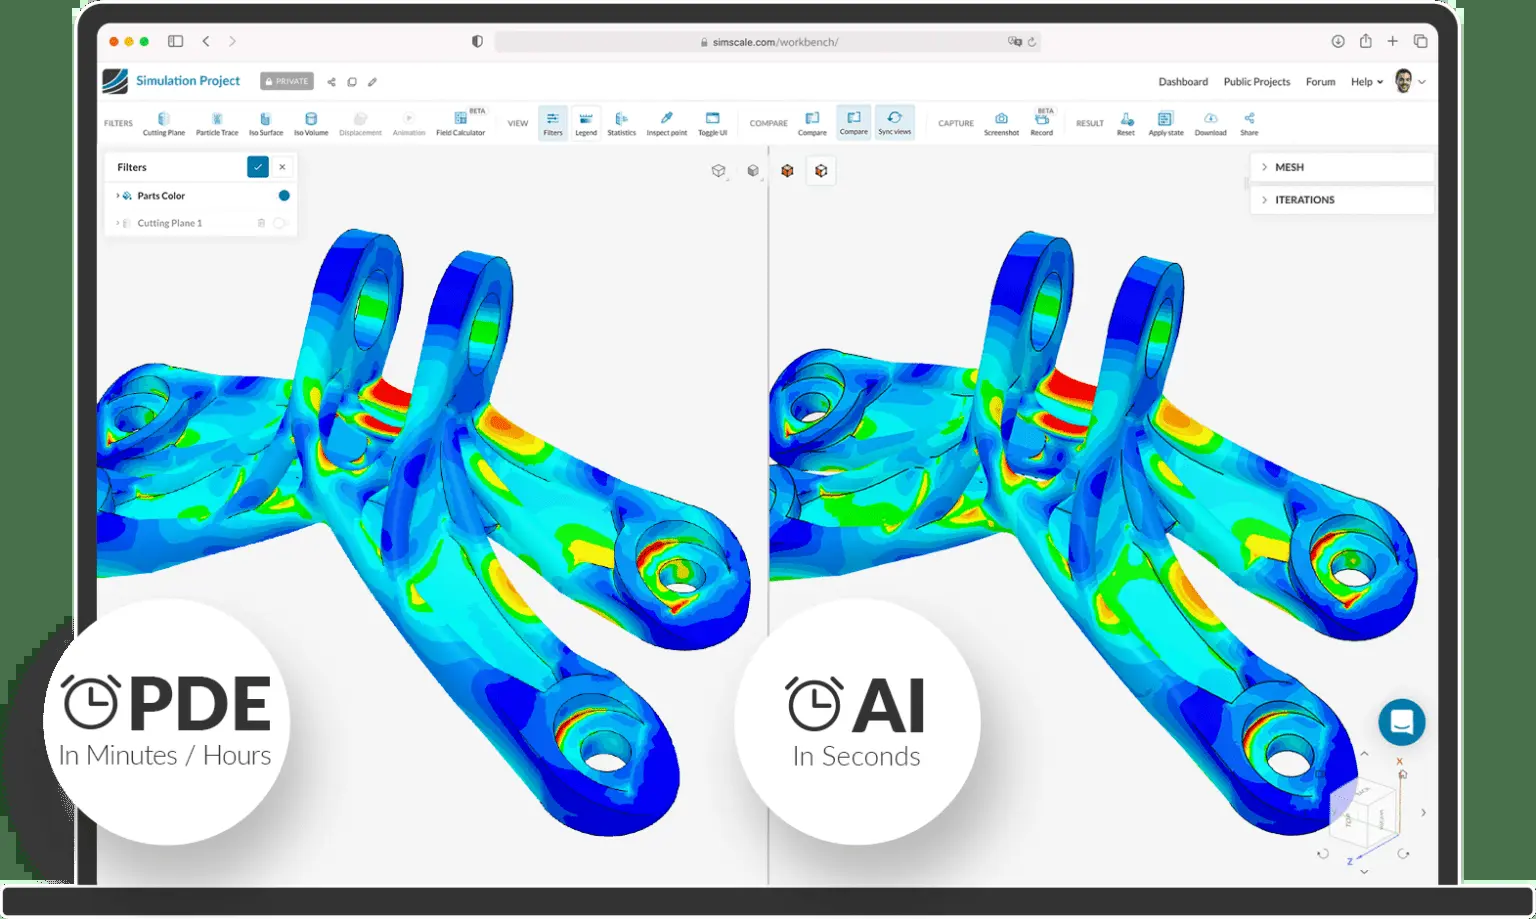 simscale.com/workbench/
Simulation Project
PRIVATE
Dashboard Public Projects Forum Help
FILTERS Cutting Plane Particle Trace Iso Surface Iso Volume Displacement Animation BETA Field Calculator VIEW Filters Legend Statistics Inspect point Toggle UI COMPARE Compare Compare Sync views CAPTURE Screenshot BETA Record RESULT Reset Apply state Download Share
Filters
Parts Color
Cutting Plane 1
MESH
ITERATIONS
PDE
In Minutes / Hours
AI
In Seconds
X
BACK
TOP
Z